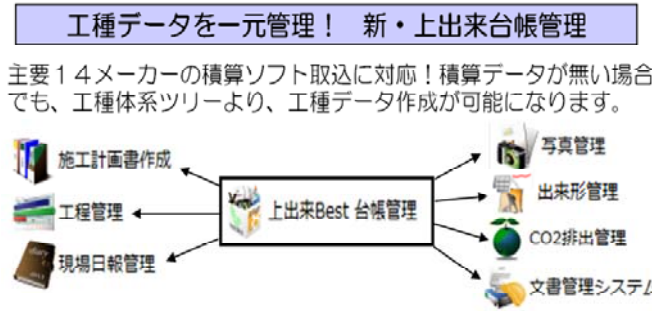 工種データを一元管理！　新・上出来台帳管理
主要１４メーカーの積算ソフト取込に対応！積算データが無い場合
でも、工種体系ツリーより、工種データ作成が可能になります。
施工計画書作成
工程管理
現場日報管理
上出来Best 台帳管理
写真管理
出来形管理
CO2排出管理
文書管理システム